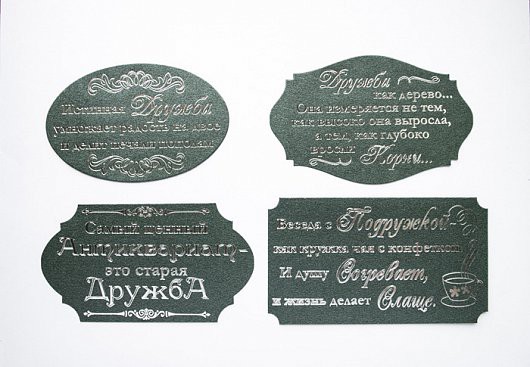 Истинная Дружба
умножает радость на двое
и делит печали пополам
Дружба
как дерево...
Она измеряется не тем,
как высоко она выросла,
а тем, как глубоко
вросли Корни...
Самый ценный
Антиквариат-
это старая
ДружбА
Беседа с Подружкой-
как кружка чая с конфеткой
И душу Согревает,
и жизнь делает Слаще.